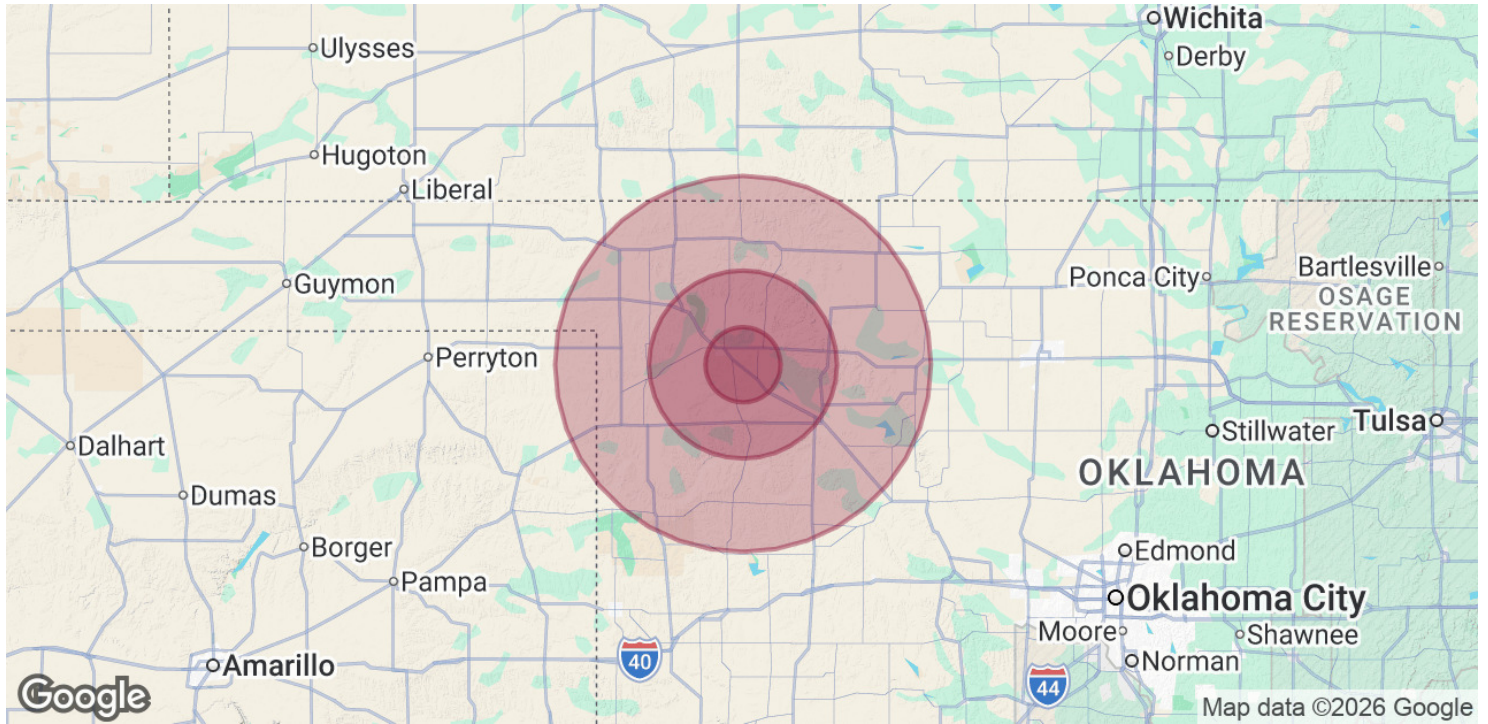 Wichita
Ulysses
Derby
Hugoton
Liberal
Guymon
Ponca City
Bartlesville
OSAGE
RESERVATION
Perryton
Dalhart
Stillwater
Tulsa
OKLAHOMA
Dumas
Borger
Edmond
Pampa
Oklahoma City
Moore
Shawnee
40
Norman
Amarillo
44
Google
Map data ©2026 Google